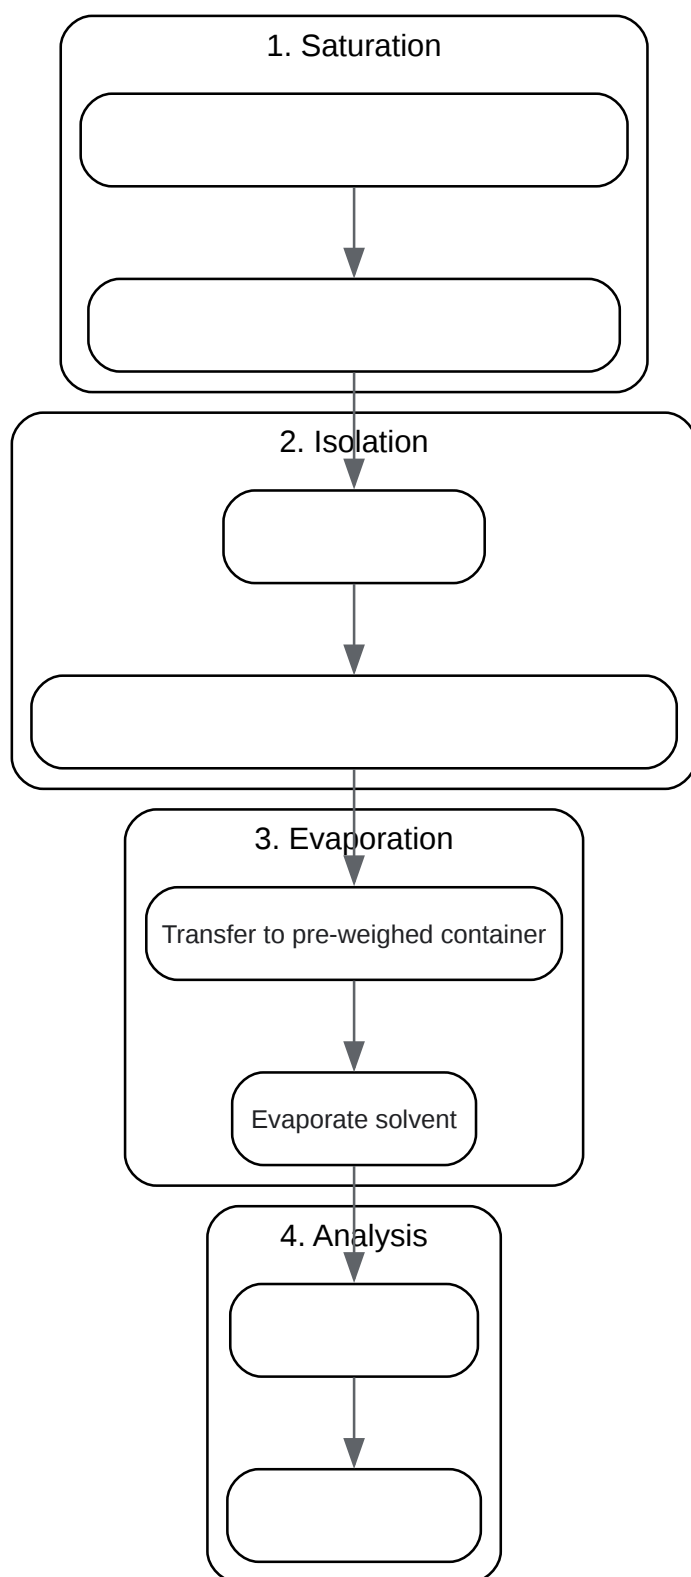 1. Saturation
2. Isolation
3. Evaporation
Transfer to pre-weighed container
Evaporate solvent
4. Analysis